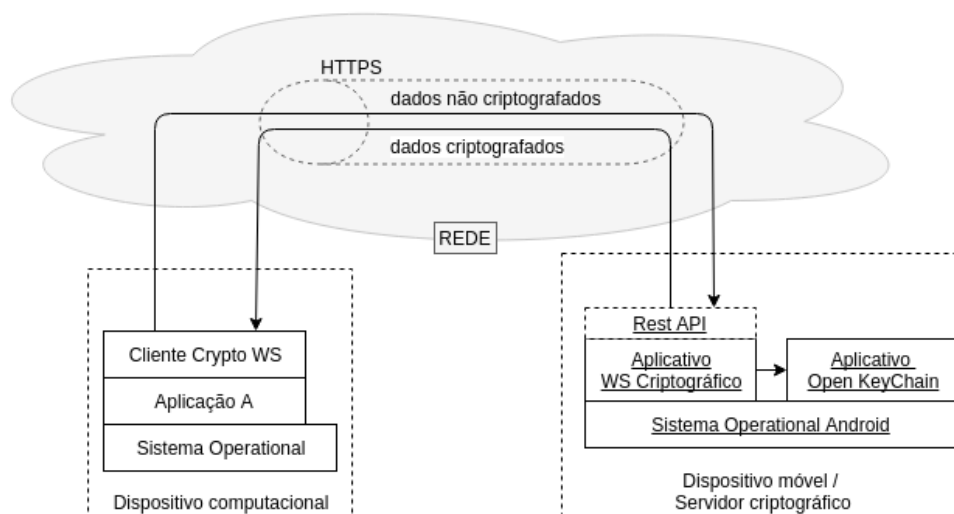 HTTPS
dados não criptografados
dados criptografados
REDE
Cliente Crypto WS
Aplicação A
Sistema Operational
Dispositivo computacional
Rest API
Aplicativo
WS Criptográfico
Aplicativo
Open KeyChain
Sistema Operational Android
Dispositivo móvel /
Servidor criptográfico